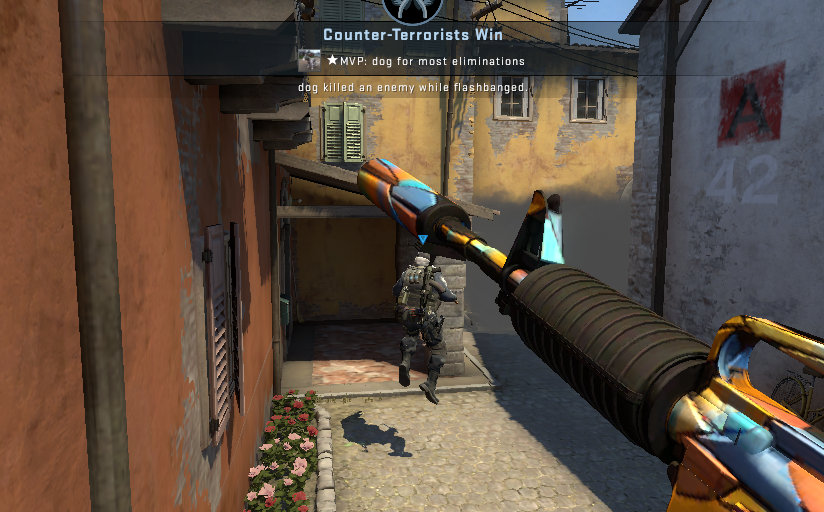 Counter-Terrorists Win
★MVP: dog for most eliminations
dog killed an enemy while flashbanged.
A
42